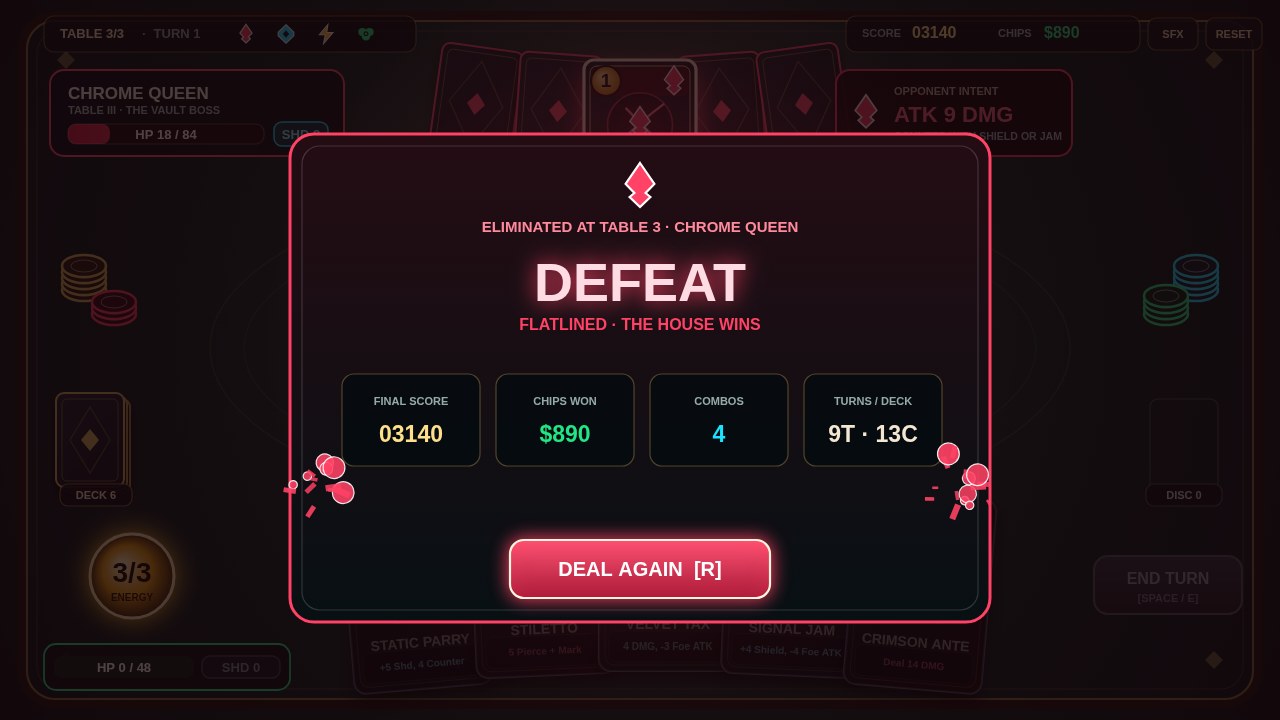 TABLE 3/3 · TURN 1
SCORE 03140 CHIPS $890
SFX
RESET
CHROME QUEEN
TABLE III · THE VAULT BOSS
HP 18 / 84
1
OPPONENT INTENT
ATK 9 DMG
SHIELD OR JAM
ELIMINATED AT TABLE 3 · CHROME QUEEN
DEFEAT
FLATLINED · THE HOUSE WINS
FINAL SCORE
03140
CHIPS WON
$890
COMBOS
4
TURNS / DECK
9T · 13C
DECK 6
DISC 0
3/3
ENERGY
DEAL AGAIN [R]
END TURN
[SPACE / E]
STATIC PARRY
+5 Shd, 4 Counter
STILETTO
5 Pierce + Mark
VELVET TAX
4 DMG, -3 Foe ATK
SIGNAL JAM
+4 Shield, -4 Foe ATK
CRIMSON ANTE
Deal 14 DMG
HP 0 / 48
SHD 0